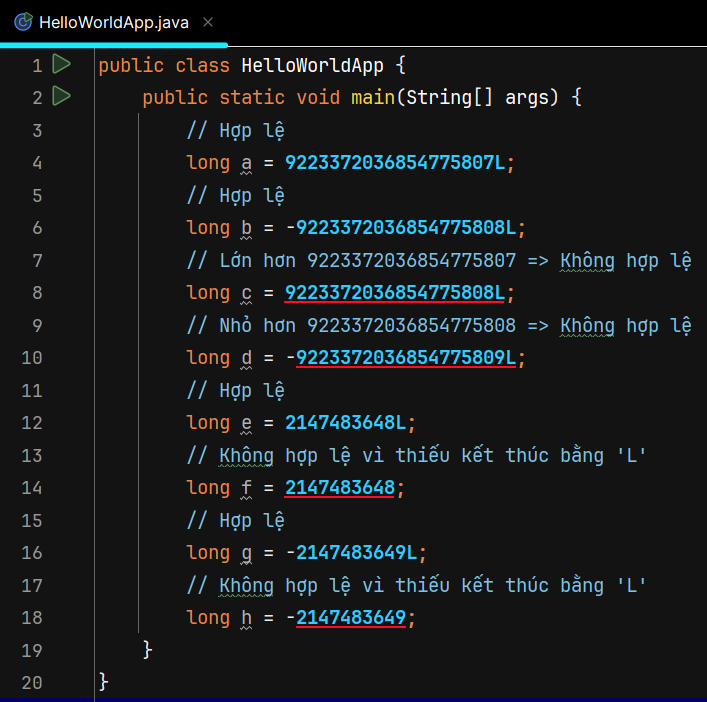 HelloWorldApp.java
1 public class HelloWorldApp {
2 public static void main(String[] args) {
3 // Hợp lệ
4 long a = 9223372036854775807L;
5 // Hợp lệ
6 long b = -9223372036854775808L;
7 // Lớn hơn 9223372036854775807 => Không hợp lệ
8 long c = 9223372036854775808L;
9 // Nhỏ hơn 9223372036854775808 => Không hợp lệ
10 long d = -9223372036854775809L;
11 // Hợp lệ
12 long e = 2147483648L;
13 // Không hợp lệ vì thiếu kết thúc bằng 'L'
14 long f = 2147483648;
15 // Hợp lệ
16 long g = -2147483649L;
17 // Không hợp lệ vì thiếu kết thúc bằng 'L'
18 long h = -2147483649;
19 }
20 }